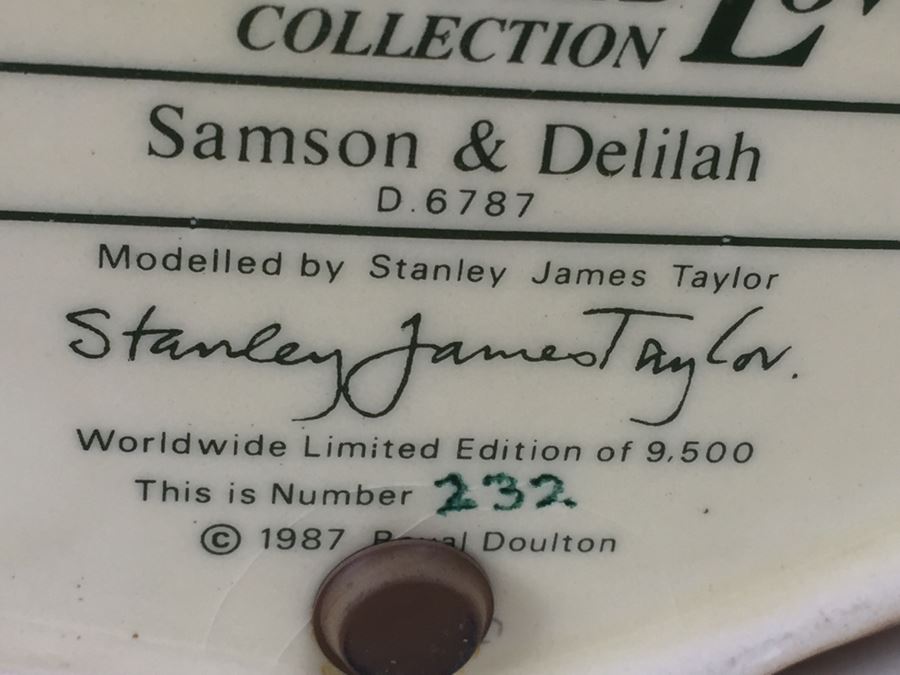 COLLECTION
Samson & Delilah
D.6787
Modelled by Stanley James Taylor
Stanley James Taylor.
Worldwide Limited Edition of 9,500
This is Number 232
© 1987 Doulton